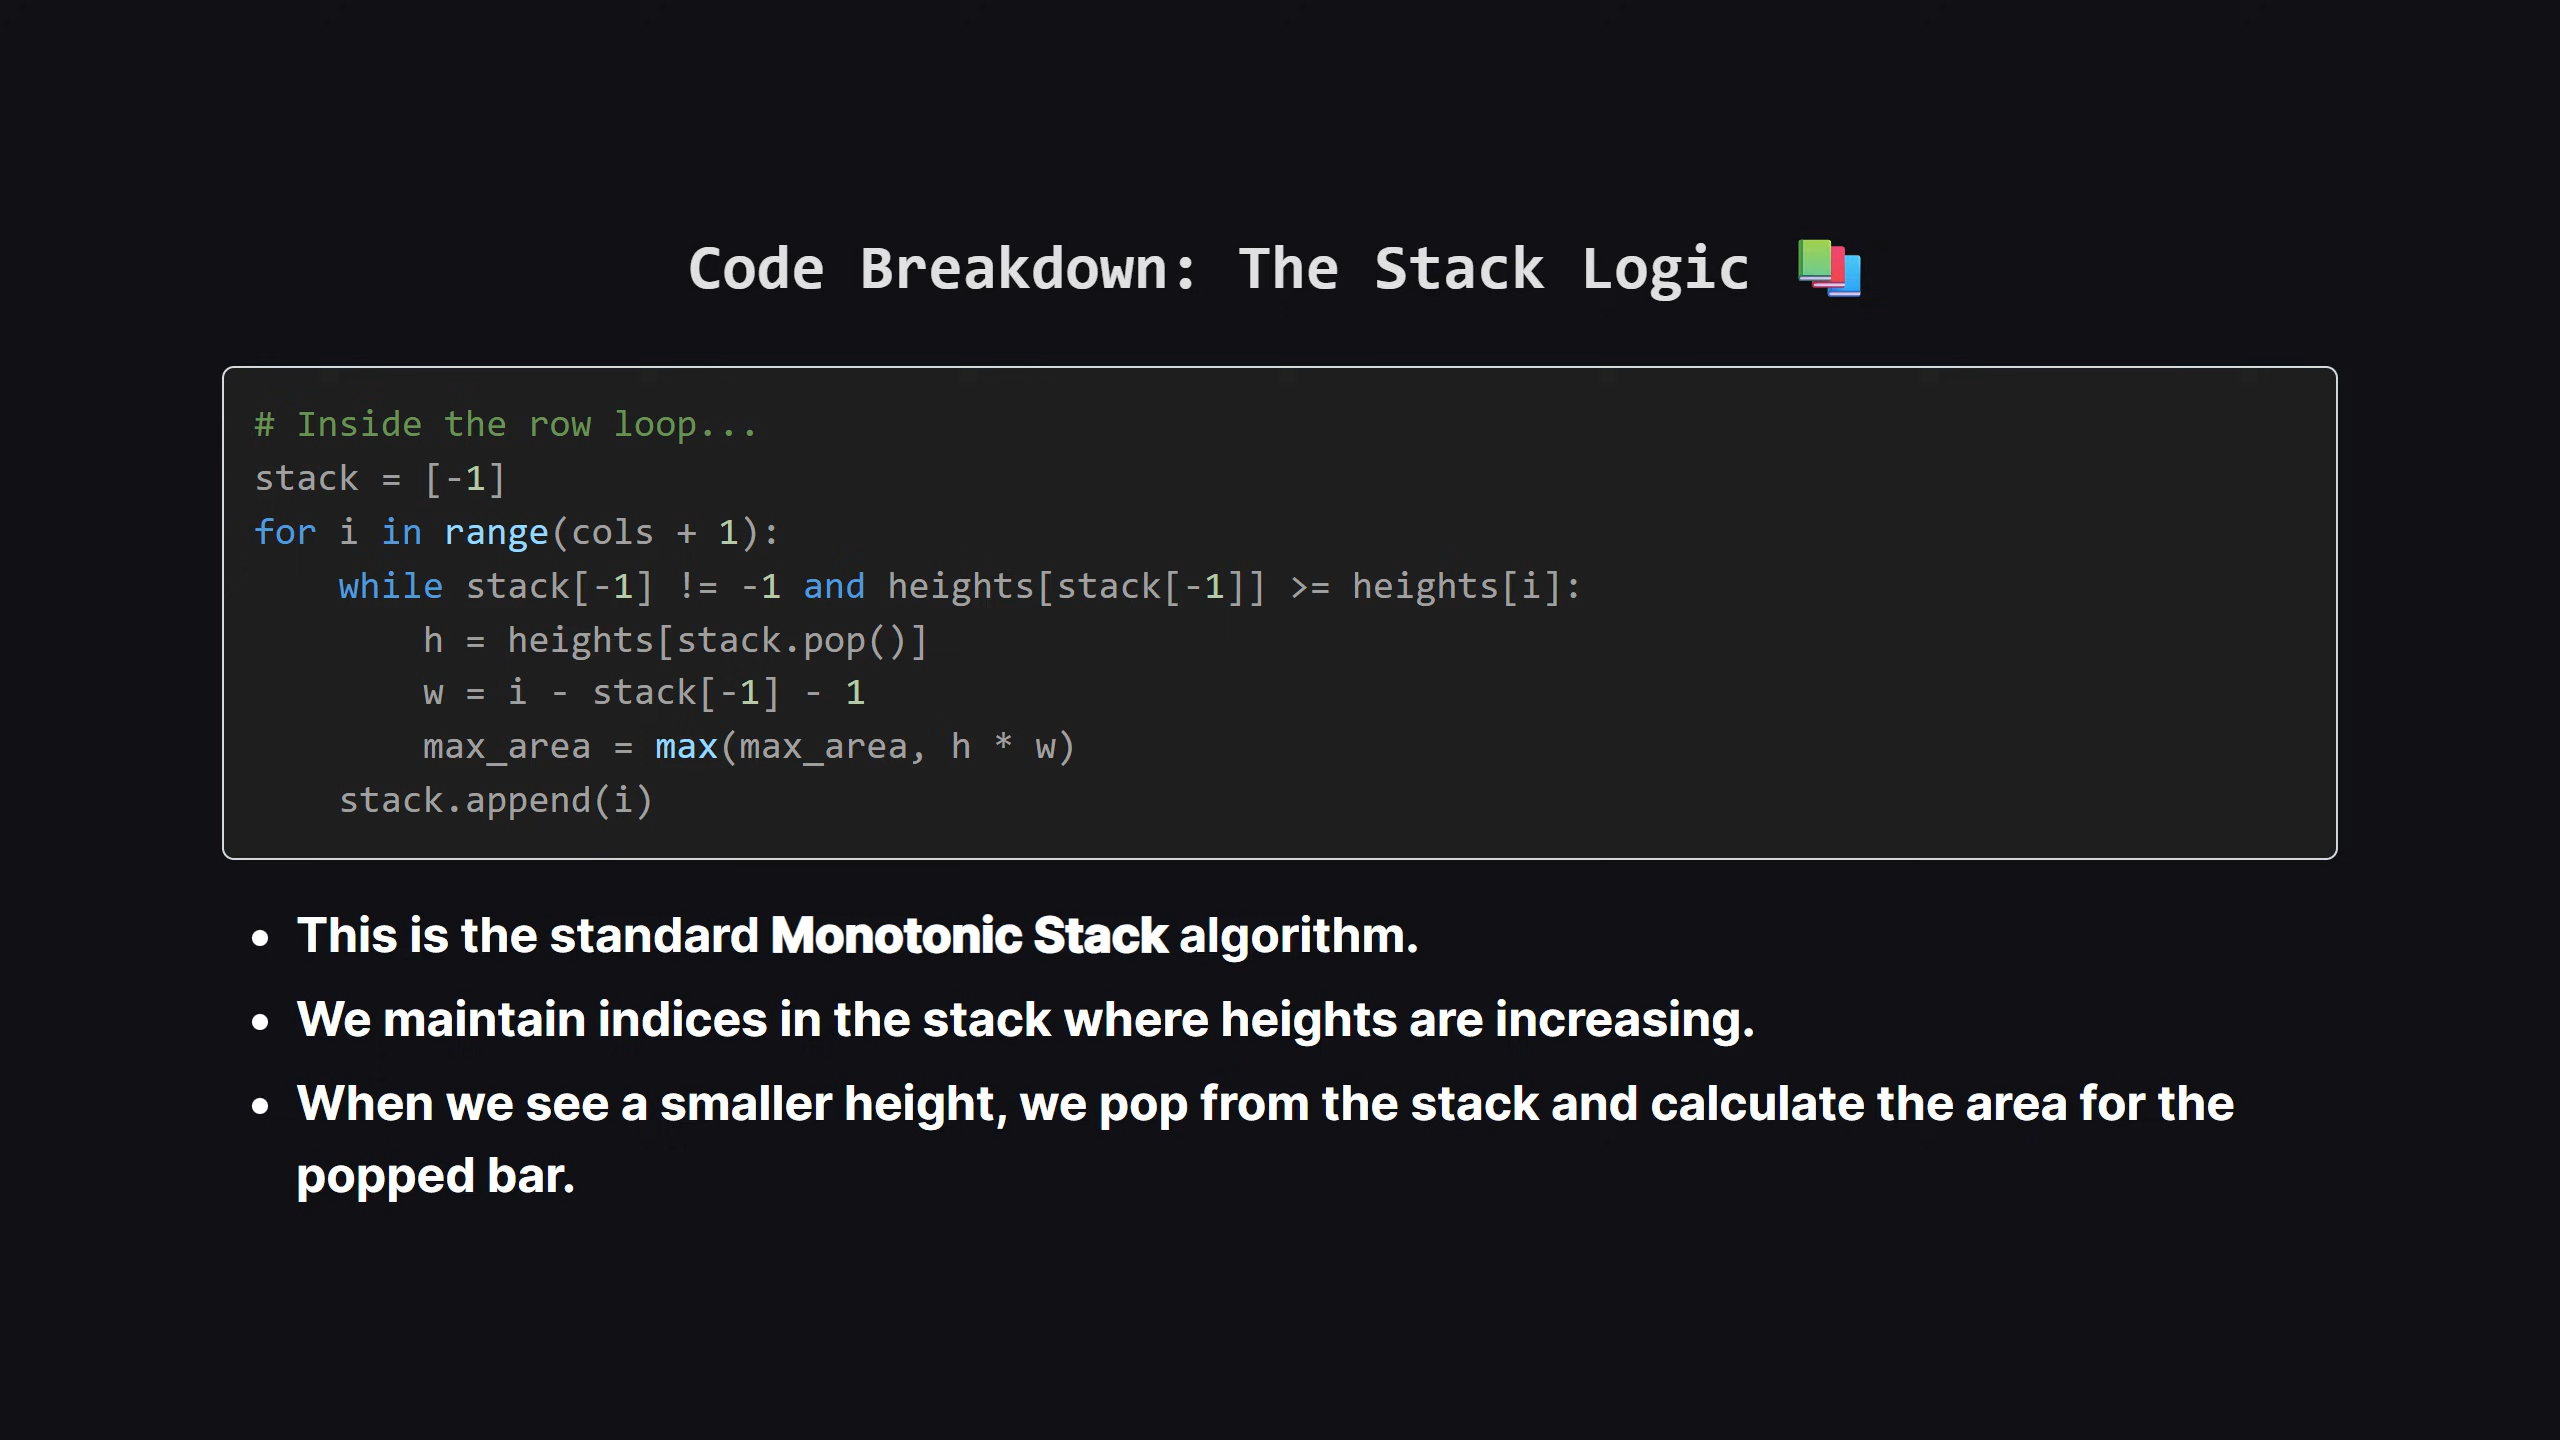 Code Breakdown: The Stack Logic 📚
# Inside the row loop...
stack = [-1]
for i in range(cols + 1):
    while stack[-1] != -1 and heights[stack[-1]] >= heights[i]:
        h = heights[stack.pop()]
        w = i - stack[-1] - 1
        max_area = max(max_area, h * w)
    stack.append(i)
• This is the standard Monotonic Stack algorithm.
• We maintain indices in the stack where heights are increasing.
• When we see a smaller height, we pop from the stack and calculate the area for the
popped bar.